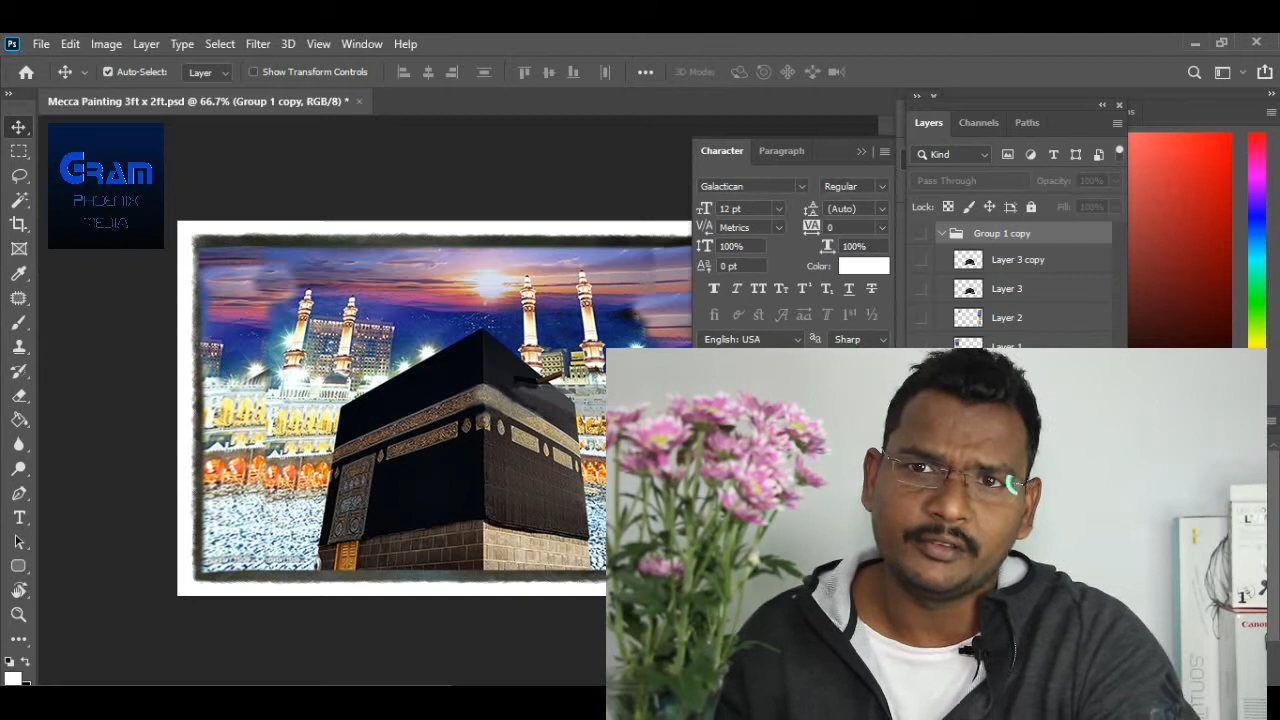 Ps File Edit Image Layer Type Select Filter 3D View Window Help
Auto-Select: Layer Show Transform Controls 3D Mode:
Mecca Painting 3ft x 2ft.psd @ 66.7% (Group 1 copy, RGB/8) *
GRAM
PHOENIX
MEDIA
Character Paragraph
Galactican Regular
12 pt (Auto)
Metrics 0
100% 100%
0 pt Color:
English: USA Sharp
Layers Channels Paths
Kind
Pass Through Opacity: 100%
Lock: Fill: 100%
Group 1 copy
Layer 3 copy
Layer 3
Layer 2
Layer 1
Canon